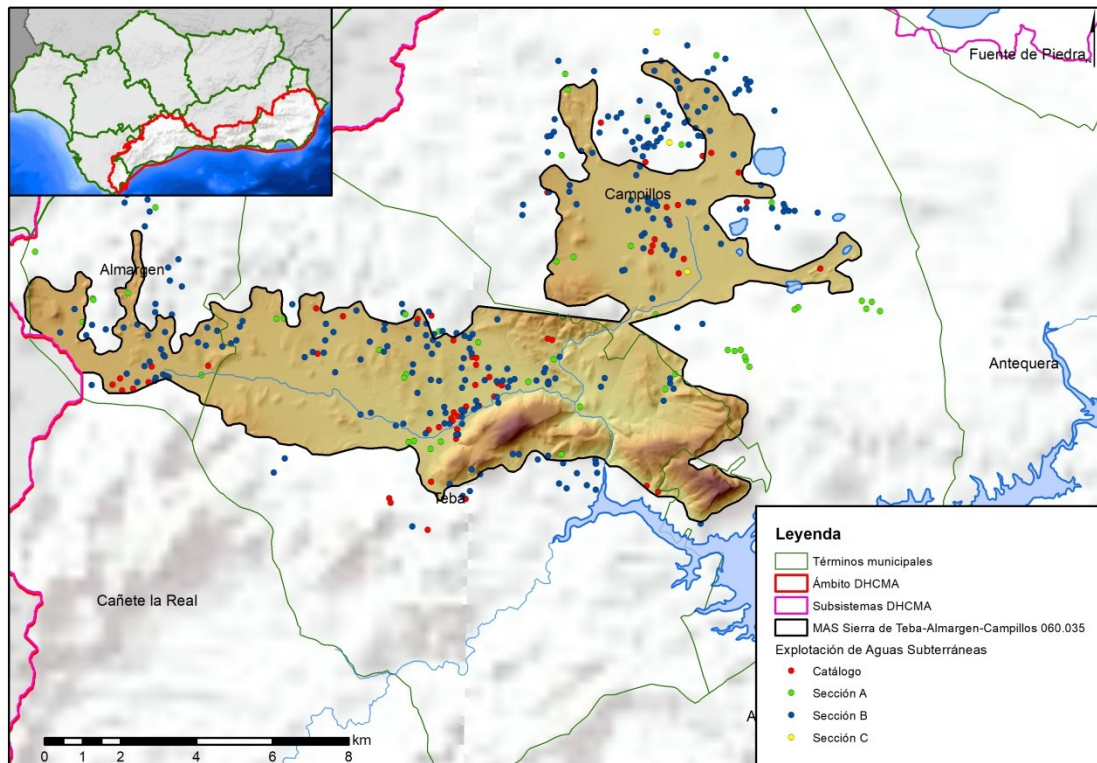 Fuente de Piedra
Campillos
Almargen
Antequera
Teba
Cañete la Real
A
km
0 1 2 4 6 8
Leyenda
Términos municipales
Ámbito DHCMA
Subsistemas DHCMA
MAS Sierra de Teba-Almargen-Campillos 060.035
Explotación de Aguas Subterráneas
Catálogo
Sección A
Sección B
Sección C